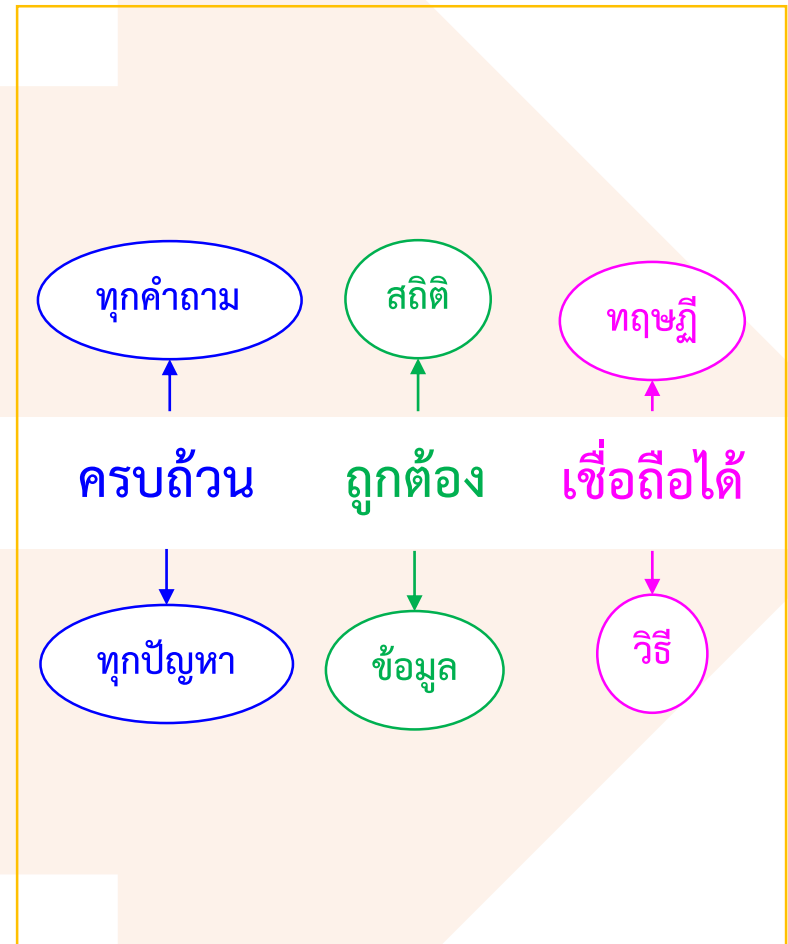 ทุกคำถาม สถิติ ทฤษฏี
ครบถ้วน ถูกต้อง เชื่อถือได้
ทุกปัญหา ข้อมูล วิธี